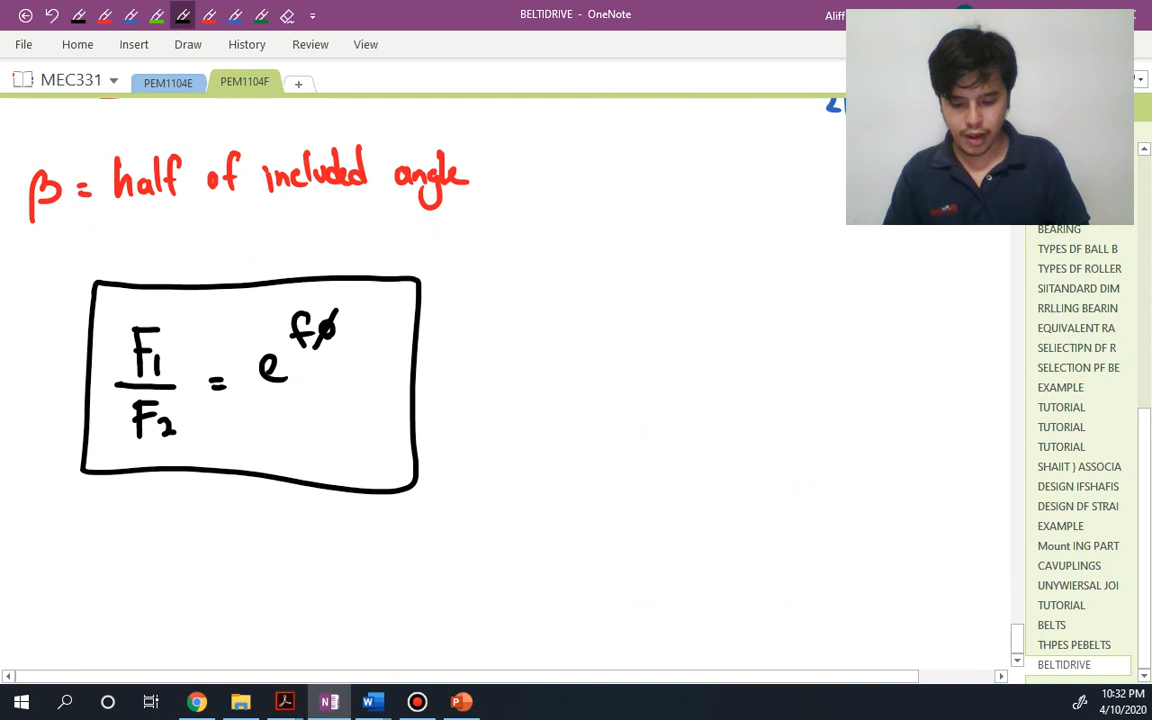 BELTIDRIVE - OneNote
Aliff
File Home Insert Draw History Review View
MEC331
PEM1104E
PEM1104F
β = half of included angle
F1
F2
= e^fø
BEARING
TYPES DF BALL B
TYPES DF ROLLER
SIITANDARD DIM
RRLLING BEARIN
EQUIVALENT RA
SELIECTIPN DF R
SELECTION PF BE
EXAMPLE
TUTORIAL
TUTORIAL
TUTORIAL
SHAIIT } ASSOCIA
DESIGN IFSHAFIS
DESIGN DF STRAI
EXAMPLE
Mount ING PART
CAVUPLINGS
UNYWIERSAL JOI
TUTORIAL
BELTS
THPES PEBELTS
BELTIDRIVE
10:32 PM
4/10/2020